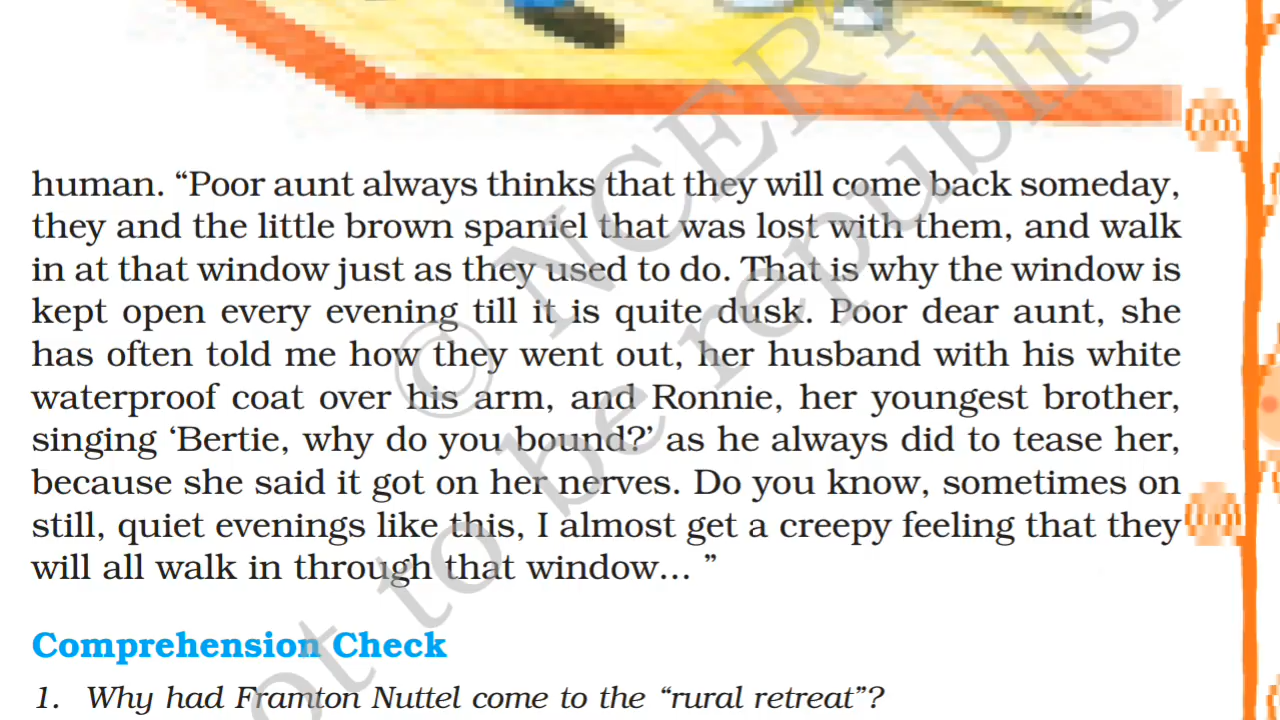 human. “Poor aunt always thinks that they will come back someday,
they and the little brown spaniel that was lost with them, and walk
in at that window just as they used to do. That is why the window is
kept open every evening till it is quite dusk. Poor dear aunt, she
has often told me how they went out, her husband with his white
waterproof coat over his arm, and Ronnie, her youngest brother,
singing ‘Bertie, why do you bound?’ as he always did to tease her,
because she said it got on her nerves. Do you know, sometimes on
still, quiet evenings like this, I almost get a creepy feeling that they
will all walk in through that window... ”
Comprehension Check
1. Why had Framton Nuttel come to the “rural retreat”?
© NCERT
not to be republish